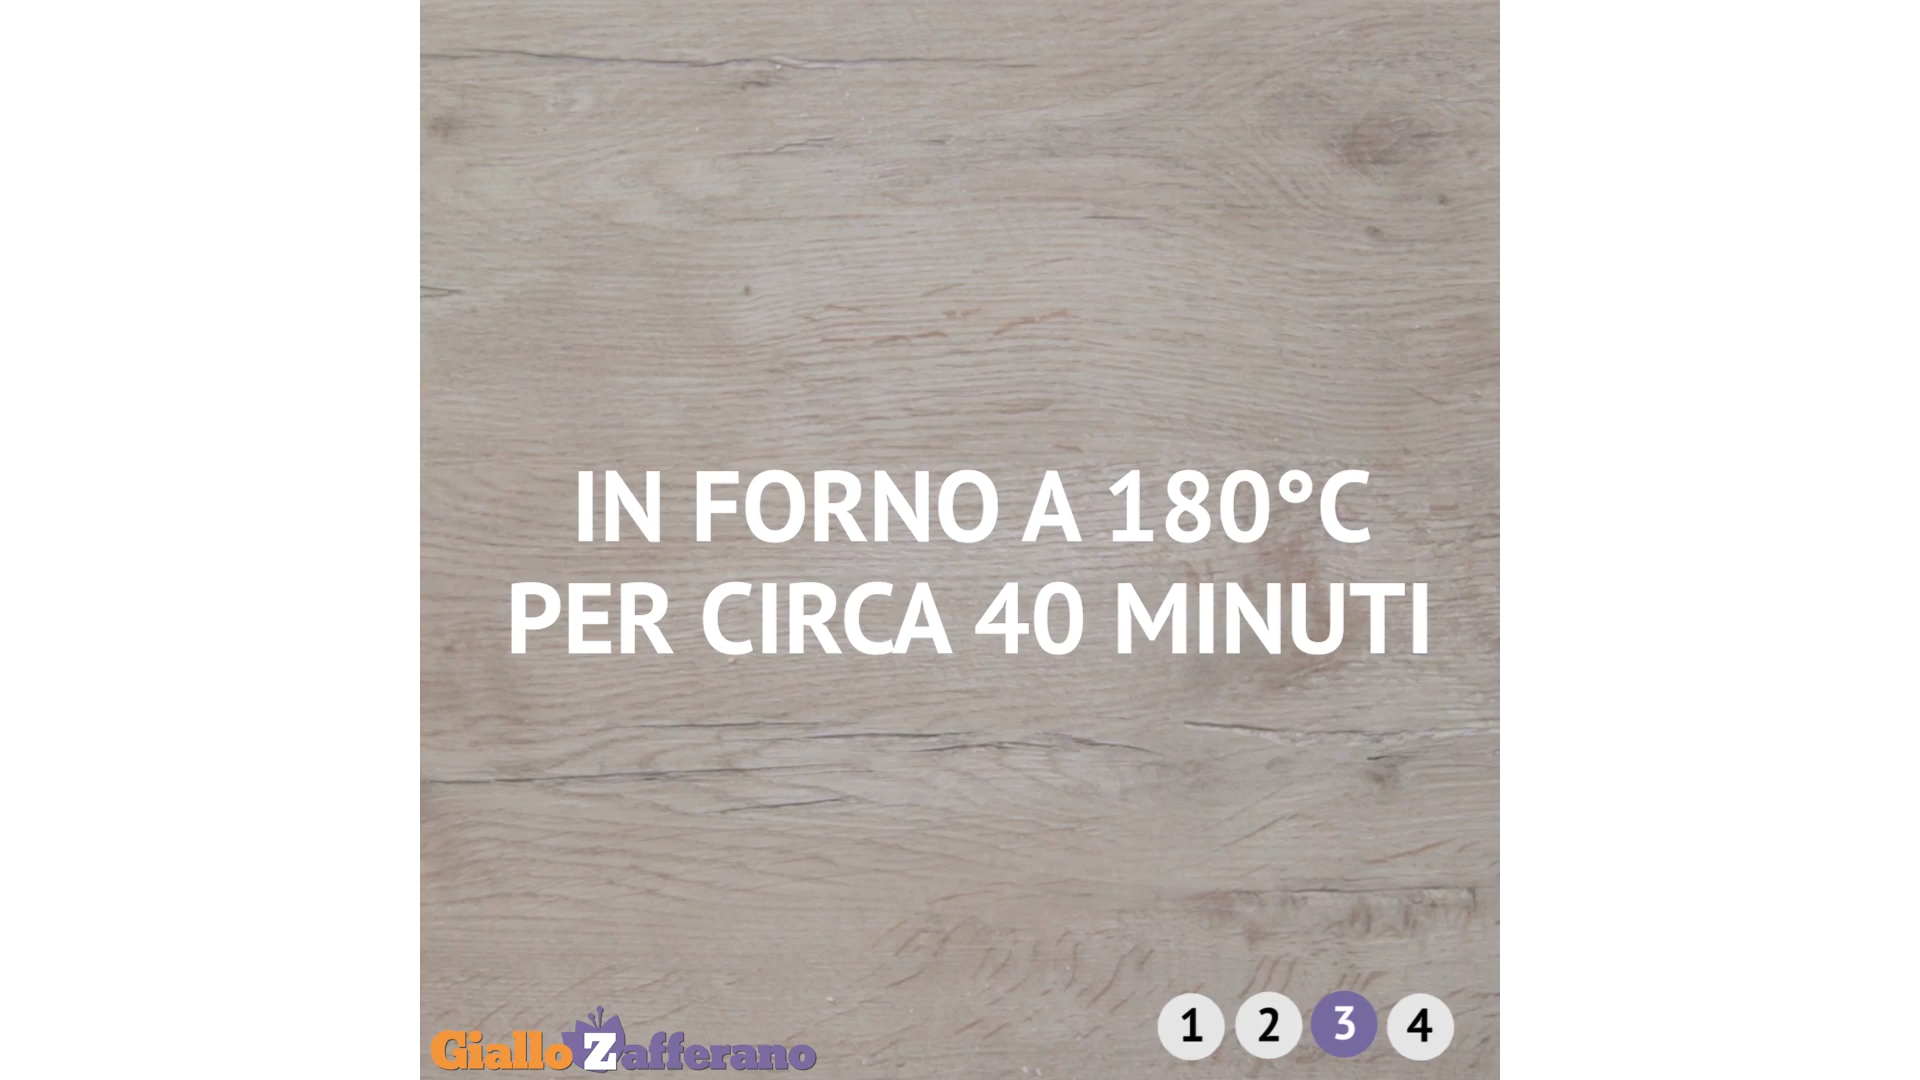 IN FORNO A 180°C
PER CIRCA 40 MINUTI
GialloZafferano
1 2 3 4